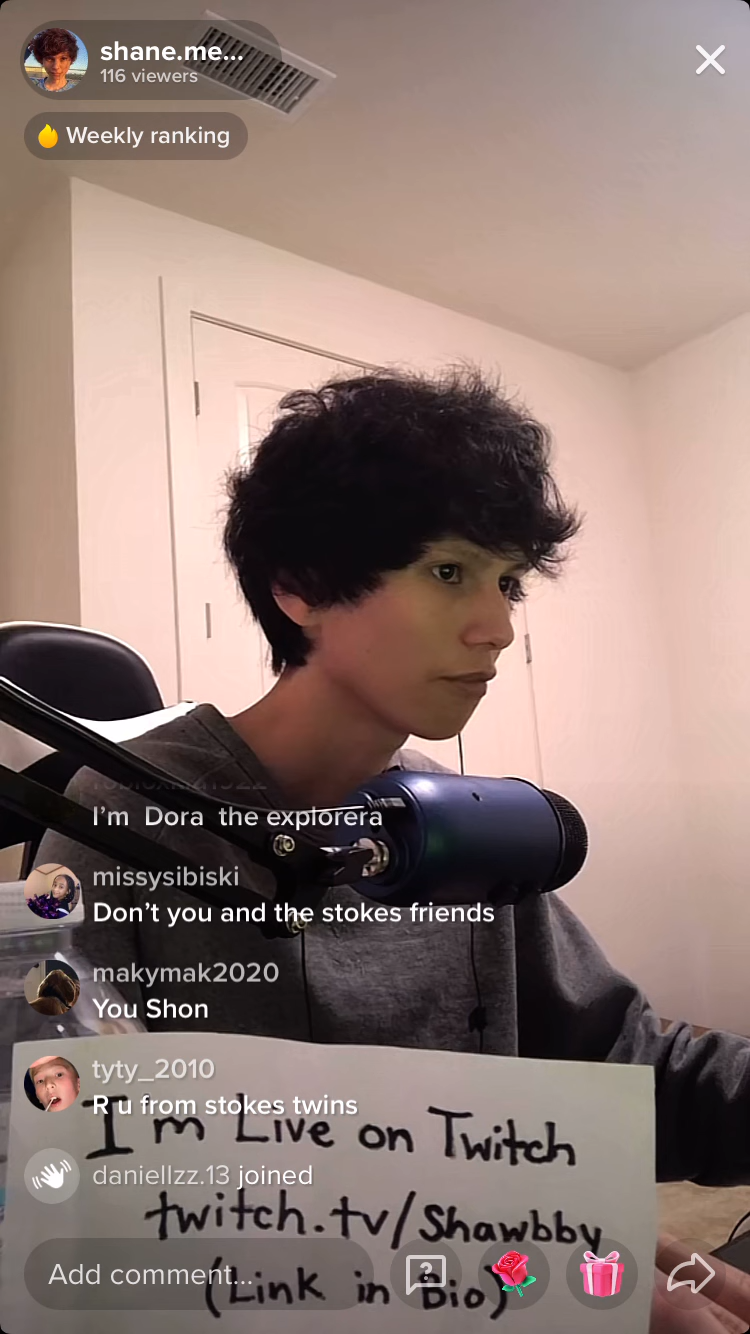 shane.me...
116 viewers
Weekly ranking
I'm Dora the explorera
missysibiski
Don't you and the stokes friends
makymak2020
You Shon
tyty_2010
R u from stokes twins
I'm Live on Twitch
daniellzz.13 joined
twitch.tv/Shawbby
Add comment...
(Link in Bio)